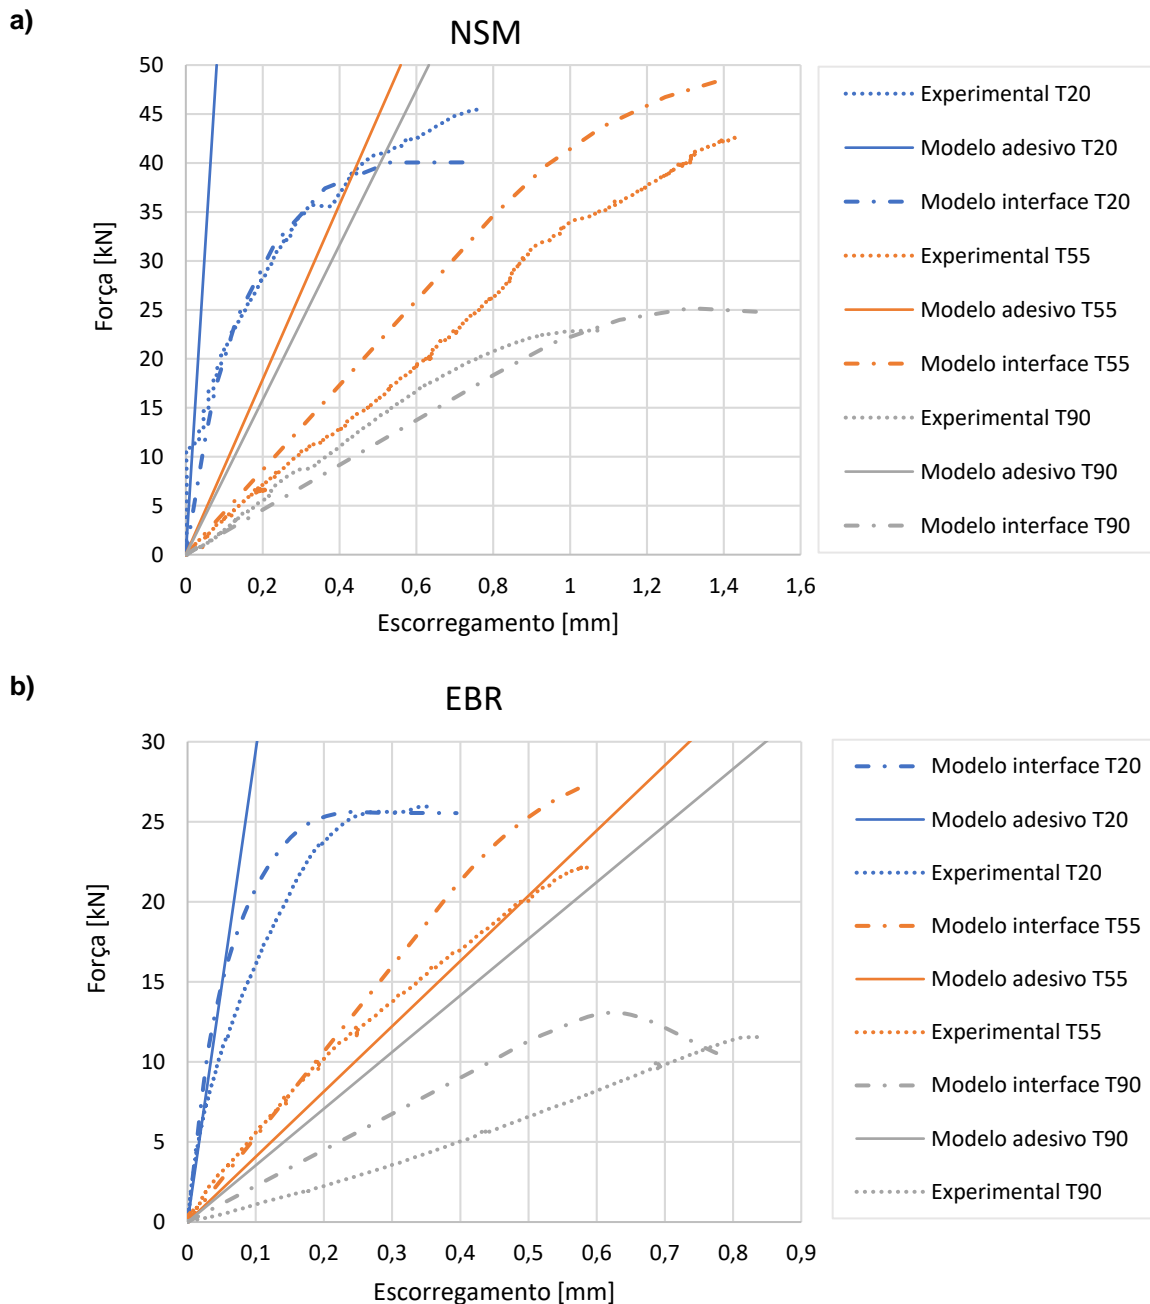 a)
NSM
50
45
40
35
30
25
20
15
10
5
0
Força [kN]
0 0,2 0,4 0,6 0,8 1 1,2 1,4 1,6
Escorregamento [mm]
Experimental T20
Modelo adesivo T20
Modelo interface T20
Experimental T55
Modelo adesivo T55
Modelo interface T55
Experimental T90
Modelo adesivo T90
Modelo interface T90
b)
EBR
30
25
20
15
10
5
0
Força [kN]
0 0,1 0,2 0,3 0,4 0,5 0,6 0,7 0,8 0,9
Escorregamento [mm]
Modelo interface T20
Modelo adesivo T20
Experimental T20
Modelo interface T55
Modelo adesivo T55
Experimental T55
Modelo interface T90
Modelo adesivo T90
Experimental T90